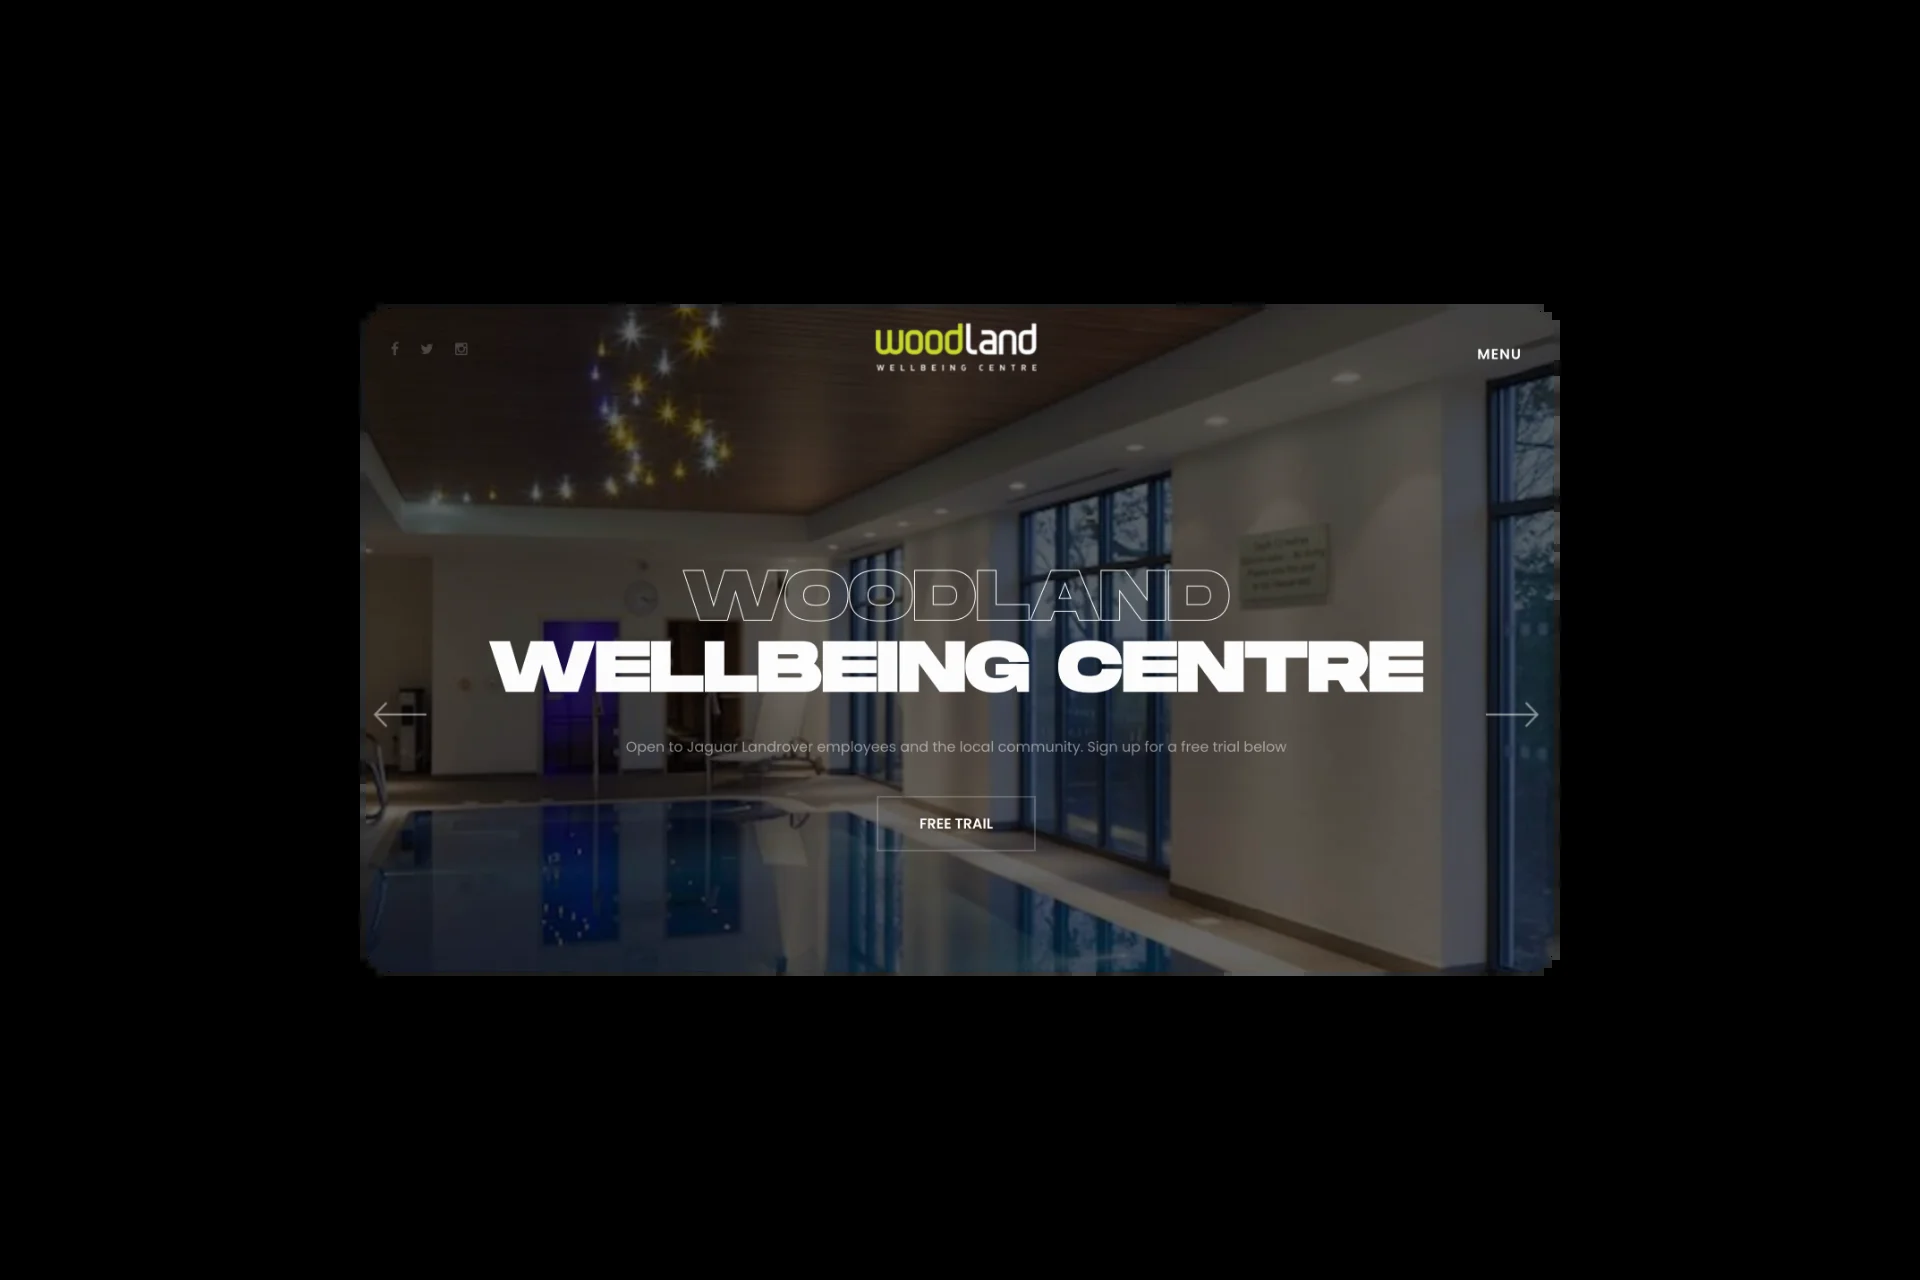 woodland
WELLBEING CENTRE
MENU
WOODLAND
WELLBEING CENTRE
Open to Jaguar Landrover employees and the local community. Sign up for a free trial below
FREE TRAIL